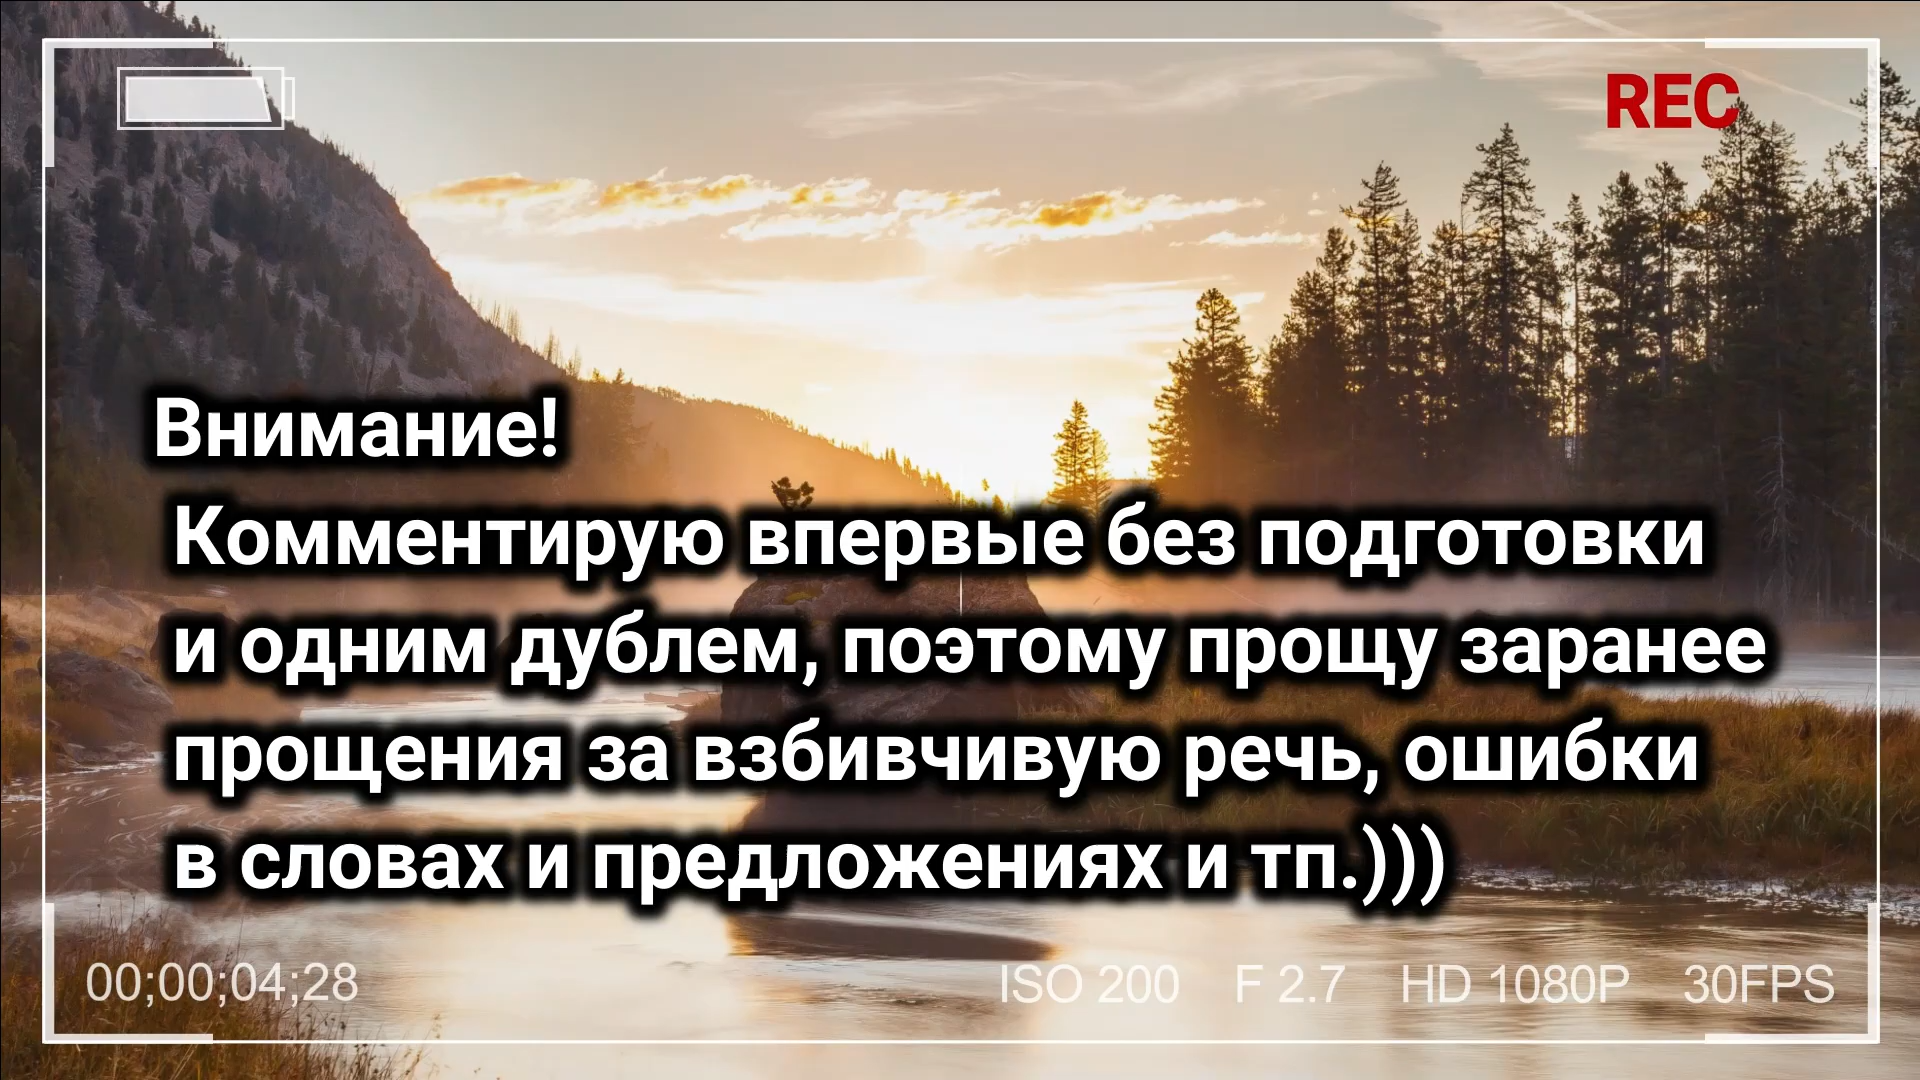 REC
Внимание!
Комментирую впервые без подготовки
и одним дублем, поэтому прощу заранее
прощения за взбивчивую речь, ошибки
в словах и предложениях и тп.)))
00;00;04;28
ISO 200 F 2.7 HD 1080P 30FPS